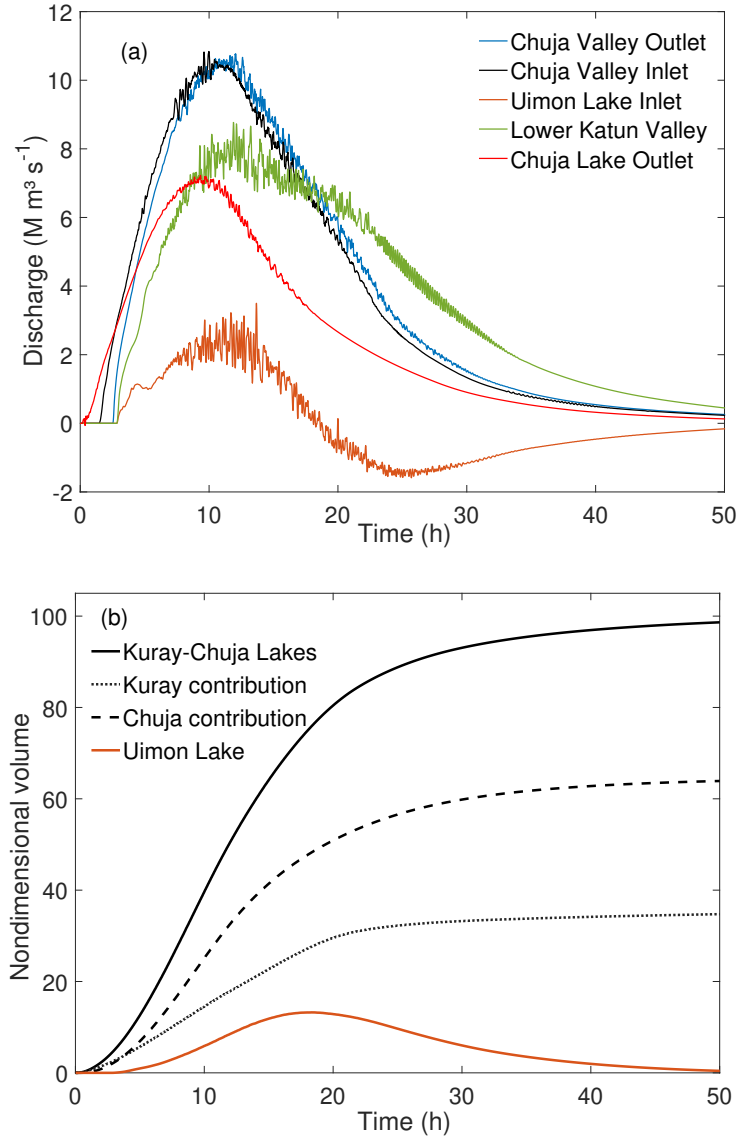 12
10
8
6
4
2
0
-2
Discharge (M m³ s⁻¹)
(a)
Chuja Valley Outlet
Chuja Valley Inlet
Uimon Lake Inlet
Lower Katun Valley
Chuja Lake Outlet
0 10 20 30 40 50
Time (h)
100
80
60
40
20
0
Nondimensional volume
(b)
Kuray-Chuja Lakes
Kuray contribution
Chuja contribution
Uimon Lake
0 10 20 30 40 50
Time (h)